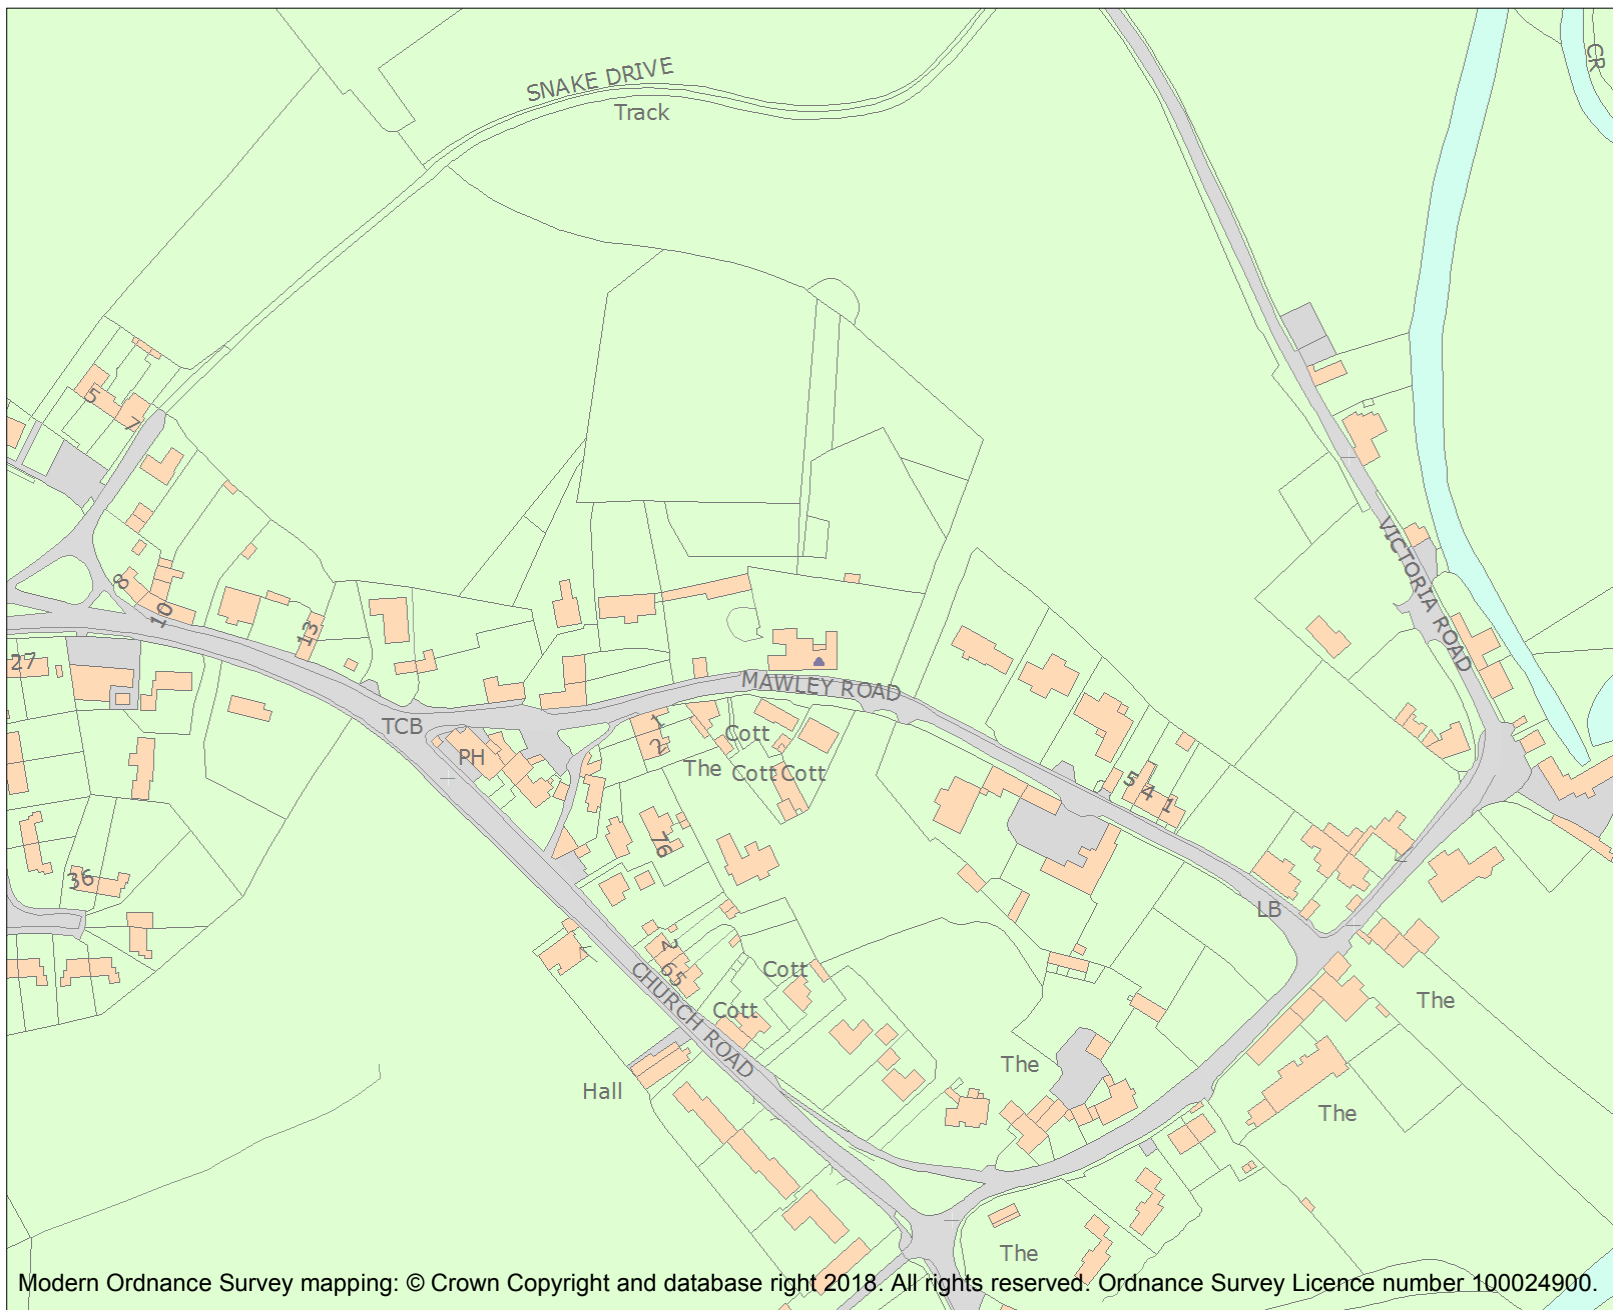 CR
SNAKE DRIVE
Track
5
7
VICTORIA ROAD
8
10
13
27
MAWLEY ROAD
TCB
1
2
Cott
PH
The
Cott
Cott
5
4
1
76
36
LB
2
65
Cott
CHURCH ROAD
Cott
The
The
Hall
The
The
Modern Ordnance Survey mapping: © Crown Copyright and database right 2018. All rights reserved. Ordnance Survey Licence number 100024900.